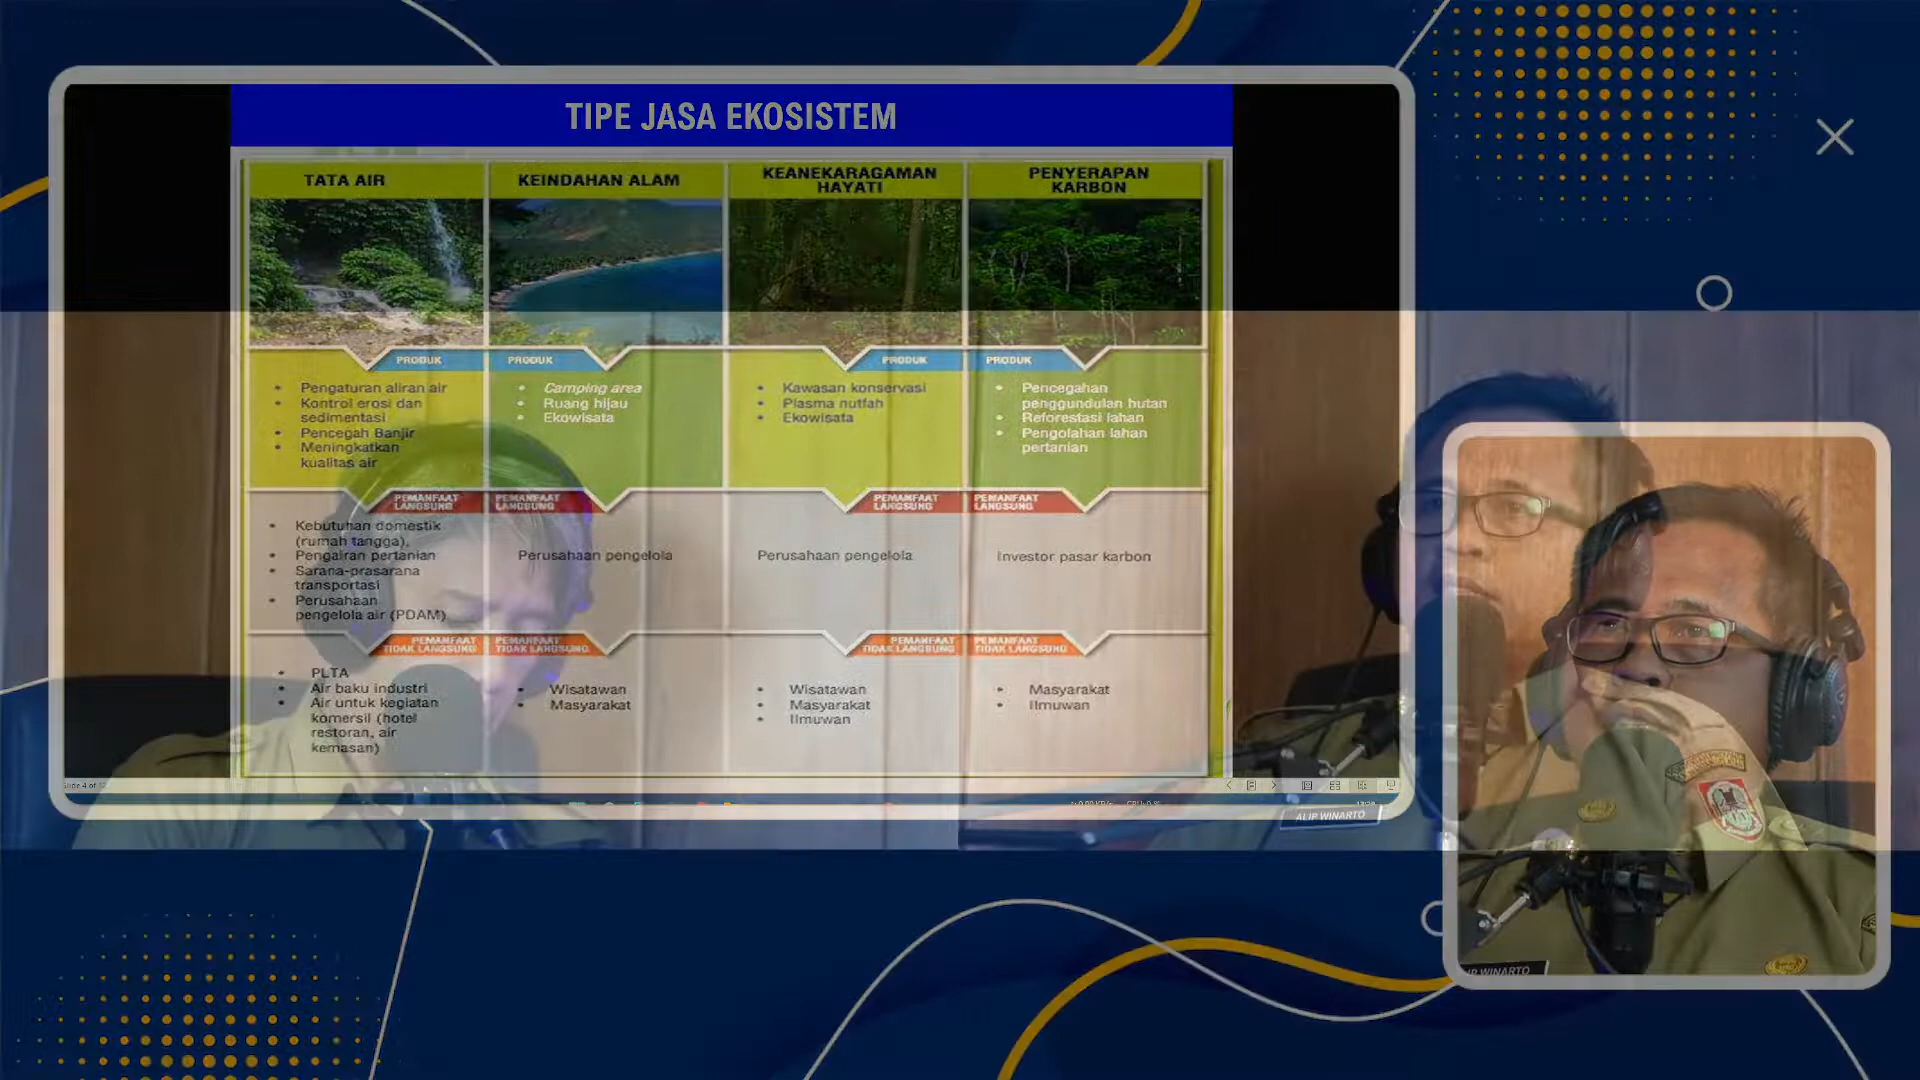 TIPE JASA EKOSISTEM
TATA AIR
KEINDAHAN ALAM
KEANEKARAGAMAN
HAYATI
PENYERAPAN
KARBON
PRODUK
PRODUK
PRODUK
PRODUK
• Pengaturan aliran air
• Kontrol erosi dan
sedimentasi
• Pencegah Banjir
• Meningkatkan
kualitas air
• Camping area
• Ruang hijau
• Ekowisata
• Kawasan konservasi
• Plasma nutfah
• Ekowisata
• Pencegahan
penggundulan hutan
• Reforestasi lahan
• Pengolahan lahan
pertanian
PEMANFAAT
LANGSUNG
PEMANFAAT
LANGSUNG
PEMANFAAT
LANGSUNG
PEMANFAAT
LANGSUNG
• Kebutuhan domestik
(rumah tangga),
• Pengairan pertanian
• Sarana-prasarana
transportasi
• Perusahaan
pengelola air (PDAM)
Perusahaan pengelola
Perusahaan pengelola
Investor pasar karbon
PEMANFAAT
TIDAK LANGSUNG
PEMANFAAT
TIDAK LANGSUNG
PEMANFAAT
TIDAK LANGSUNG
PEMANFAAT
TIDAK LANGSUNG
• PLTA
• Air baku industri
• Air untuk kegiatan
komersil (hotel
restoran, air
kemasan)
• Wisatawan
• Masyarakat
• Wisatawan
• Masyarakat
• Ilmuwan
• Masyarakat
• Ilmuwan
Slide 4 of
ALIP WINARTO
IP WINARTO